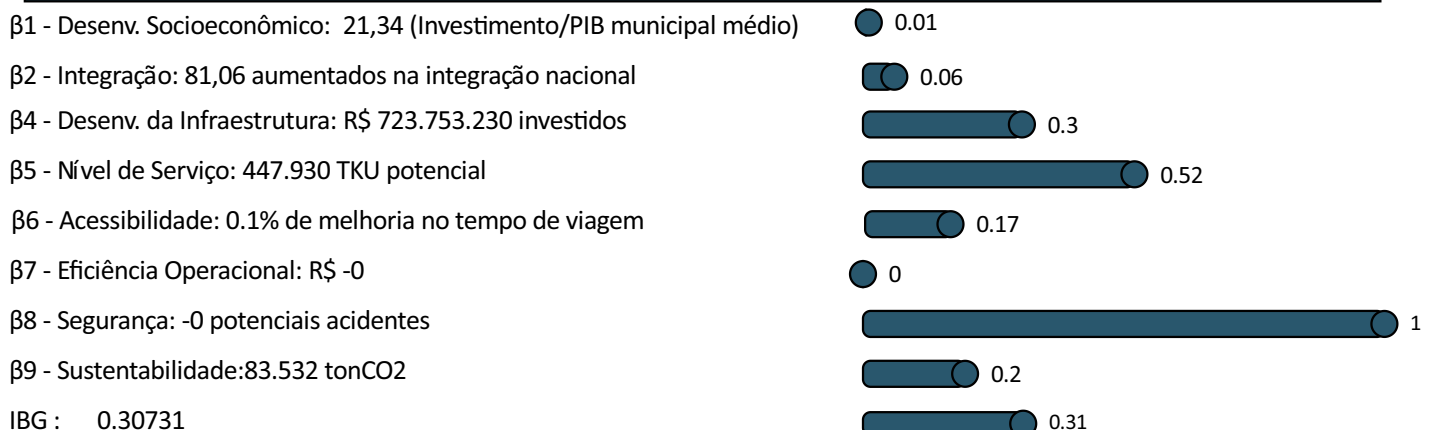 β1 - Desenv. Socioeconômico: 21,34 (Investimento/PIB municipal médio) 0.01
β2 - Integração: 81,06 aumentados na integração nacional 0.06
β4 - Desenv. da Infraestrutura: R$ 723.753.230 investidos 0.3
β5 - Nível de Serviço: 447.930 TKU potencial 0.52
β6 - Acessibilidade: 0.1% de melhoria no tempo de viagem 0.17
β7 - Eficiência Operacional: R$ -0 0
β8 - Segurança: -0 potenciais acidentes 1
β9 - Sustentabilidade:83.532 tonCO2 0.2
IBG : 0.30731 0.31